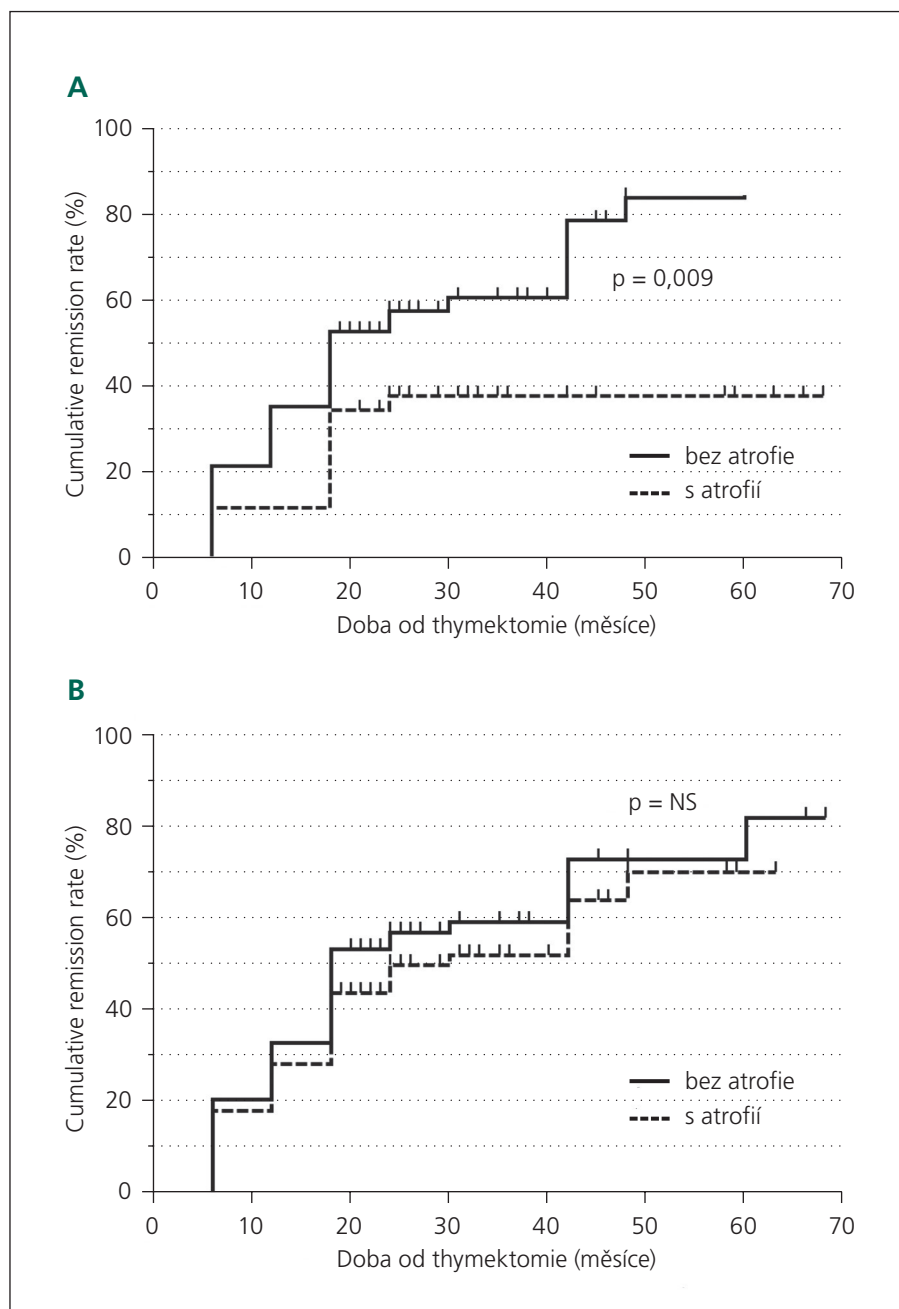 A
Cumulative remission rate (%)
100
80
60
40
20
0
p = 0,009
bez atrofie
s atrofií
0 10 20 30 40 50 60 70
Doba od thymektomie (měsíce)
B
Cumulative remission rate (%)
100
80
60
40
20
0
p = NS
bez atrofie
s atrofií
0 10 20 30 40 50 60 70
Doba od thymektomie (měsíce)